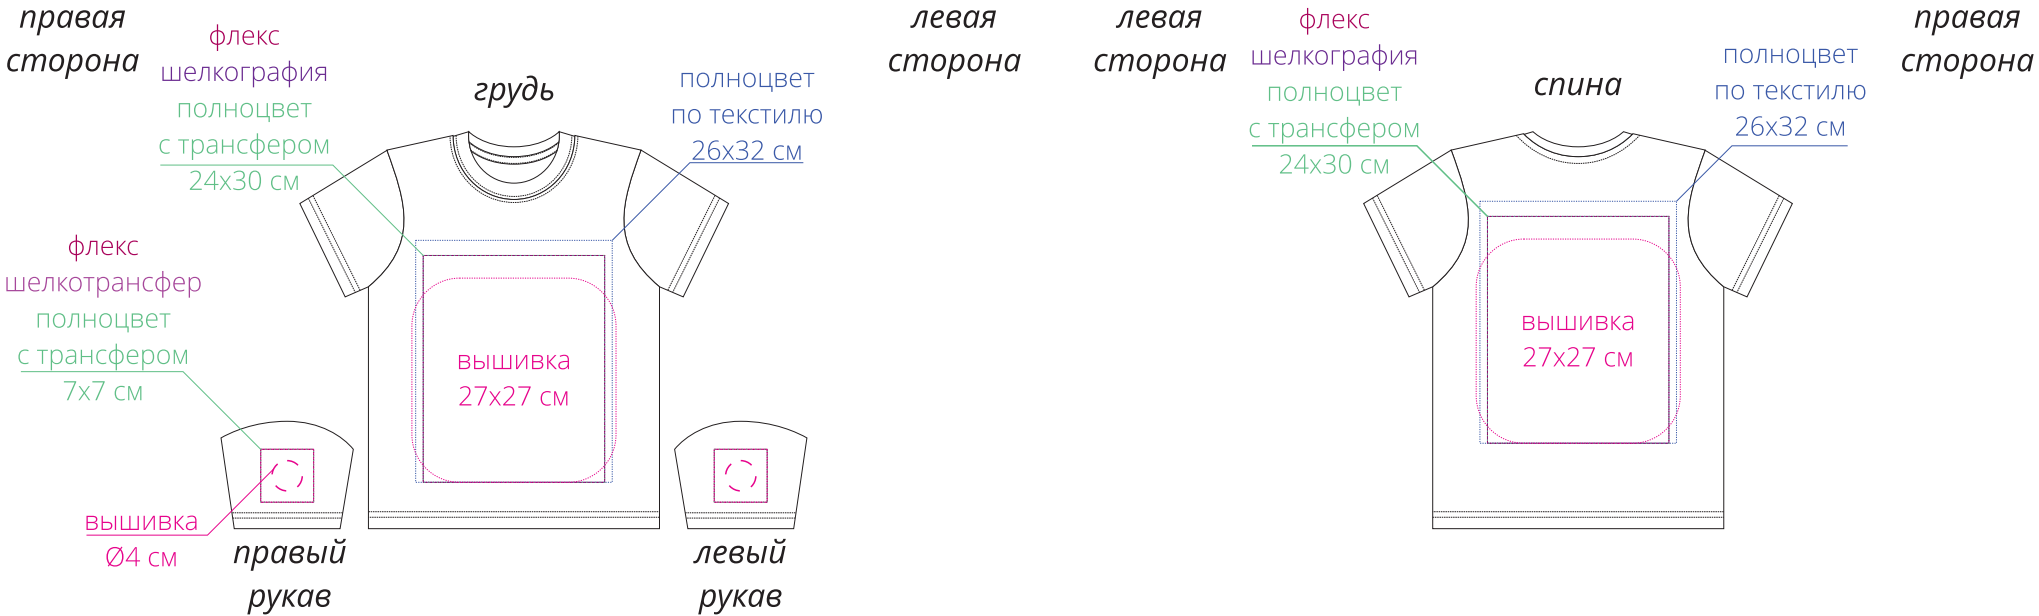 правая
сторона
флекс
шелкография
полноцвет
с трансфером
24х30 см
грудь
полноцвет
по текстилю
26х32 см
левая
сторона
флекс
шелкотрансфер
полноцвет
с трансфером
7х7 см
вышивка
27х27 см
вышивка
Ø4 см
правый
рукав
левый
рукав
левая
сторона
флекс
шелкография
полноцвет
с трансфером
24х30 см
спина
полноцвет
по текстилю
26х32 см
правая
сторона
вышивка
27х27 см